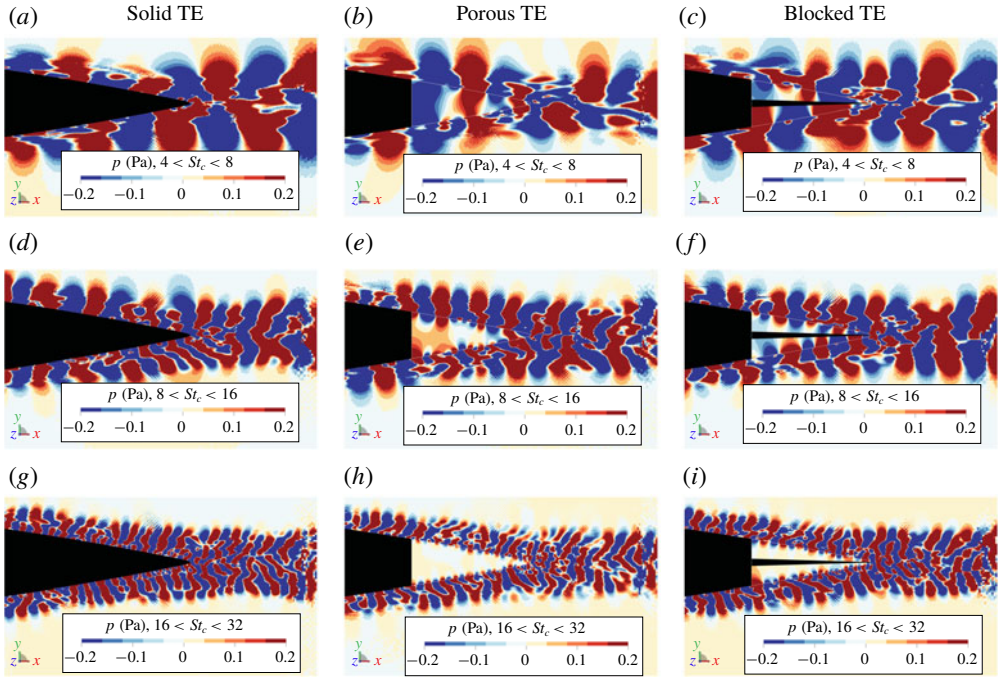 (a) Solid TE (b) Porous TE (c) Blocked TE
p (Pa), 4 < St_c < 8 p (Pa), 4 < St_c < 8 p (Pa), 4 < St_c < 8
−0.2 −0.1 0 0.1 0.2 −0.2 −0.1 0 0.1 0.2 −0.2 −0.1 0 0.1 0.2
y y y
z x z x z x
(d) (e) (f)
p (Pa), 8 < St_c < 16 p (Pa), 8 < St_c < 16 p (Pa), 8 < St_c < 16
−0.2 −0.1 0 0.1 0.2 −0.2 −0.1 0 0.1 0.2 −0.2 −0.1 0 0.1 0.2
y y y
z x z x z x
(g) (h) (i)
p (Pa), 16 < St_c < 32 p (Pa), 16 < St_c < 32 p (Pa), 16 < St_c < 32
−0.2 −0.1 0 0.1 0.2 −0.2 −0.1 0 0.1 0.2 −0.2 −0.1 0 0.1 0.2
y y y
z x z x z x